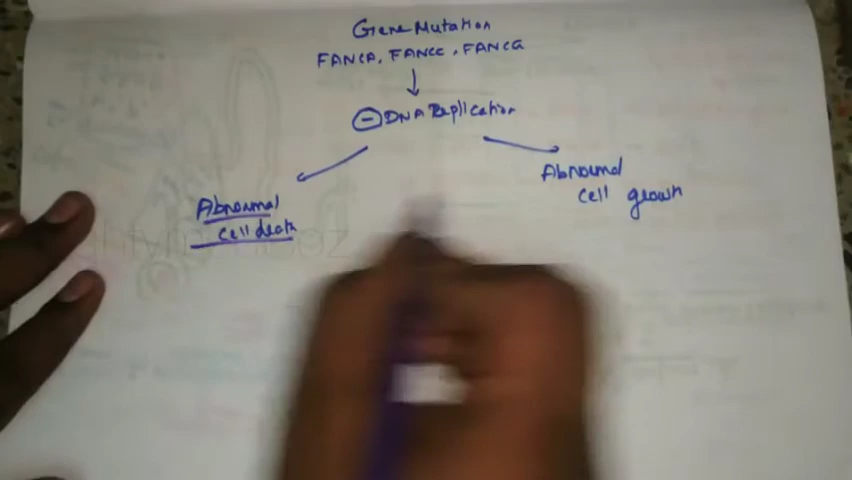 Gene Mutation
FANCA, FANCC, FANCG
↓
⊖ DNA Replication
Abnormal
cell death
Abnormal
cell growth